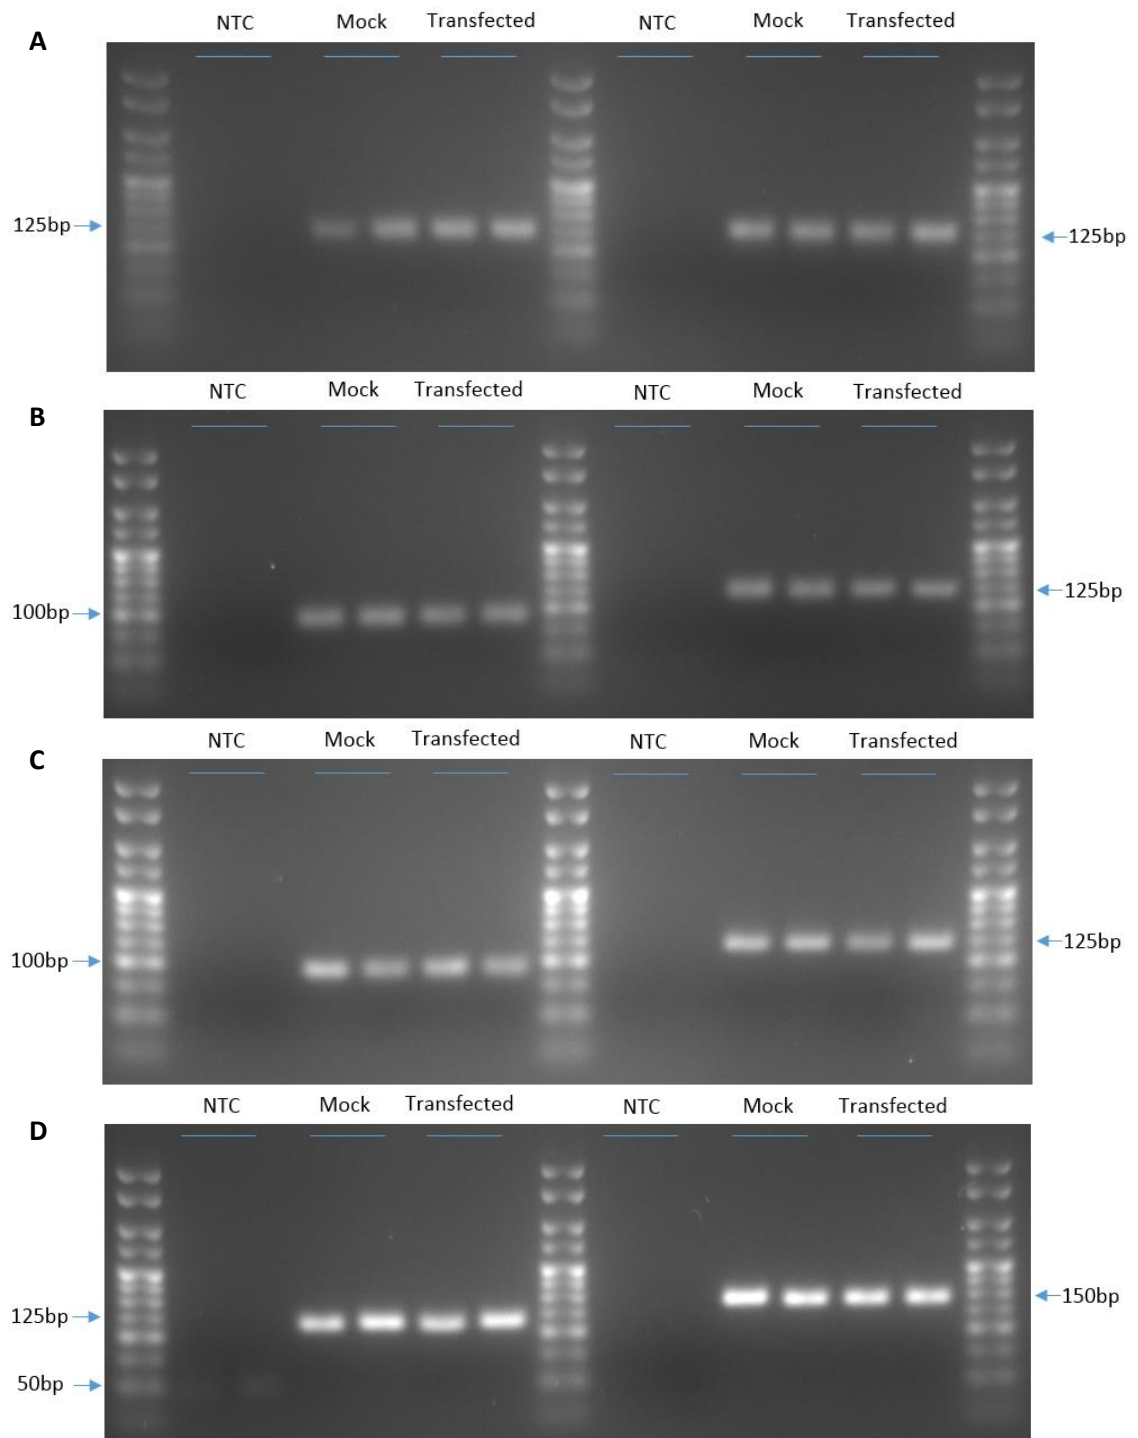 NTC Mock Transfected NTC Mock Transfected
A
125bp
125bp
NTC Mock Transfected NTC Mock Transfected
B
100bp
125bp
NTC Mock Transfected NTC Mock Transfected
C
100bp
125bp
NTC Mock Transfected NTC Mock Transfected
D
125bp
150bp
50bp